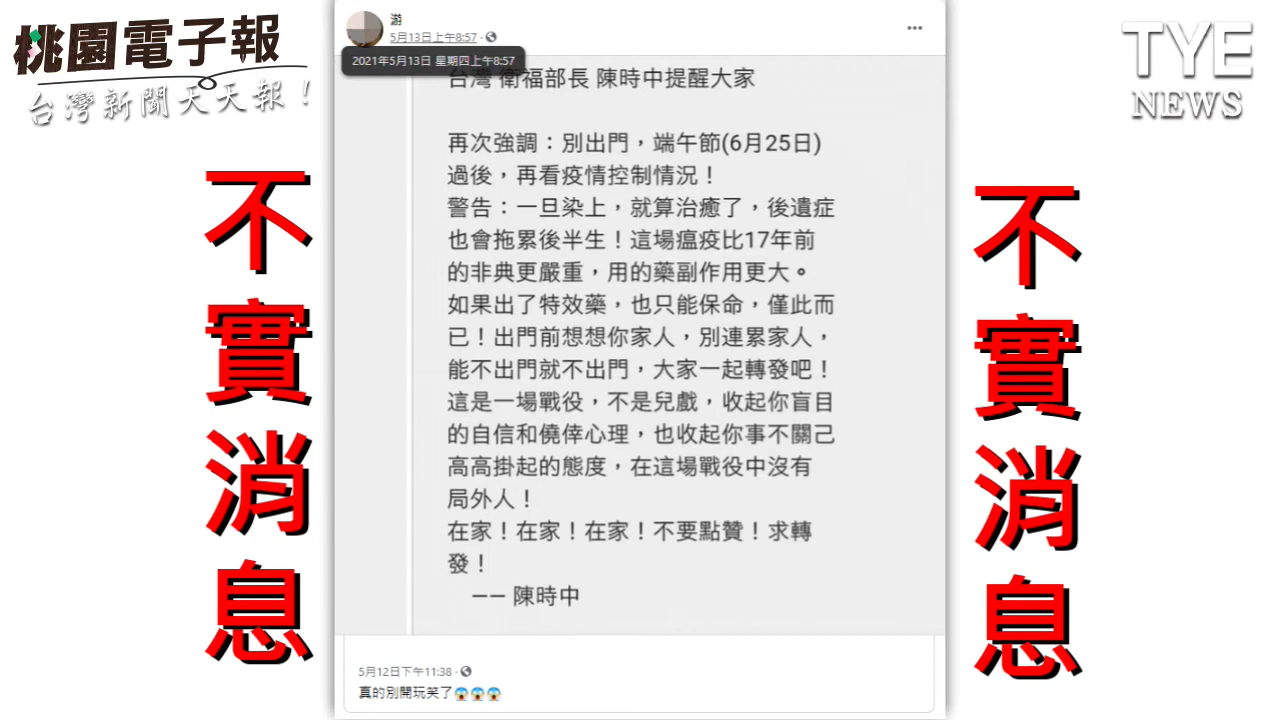 桃園電子報
台灣新聞天天報！
TYE
NEWS
不實消息
不實消息
游
5月13日上午8:57
2021年5月13日 星期四上午8:57
台灣 衛福部長 陳時中提醒大家
再次強調：別出門，端午節(6月25日)
過後，再看疫情控制情況！
警告：一旦染上，就算治癒了，後遺症
也會拖累後半生！這場瘟疫比17年前
的非典更嚴重，用的藥副作用更大。
如果出了特效藥，也只能保命，僅此而
已！出門前想想你家人，別連累家人，
能不出門就不出門，大家一起轉發吧！
這是一場戰役，不是兒戲，收起你盲目
的自信和僥倖心理，也收起你事不關己
高高掛起的態度，在這場戰役中沒有
局外人！
在家！在家！在家！不要點贊！求轉
發！
—— 陳時中
5月12日下午11:38
真的別開玩笑了😱😱😱